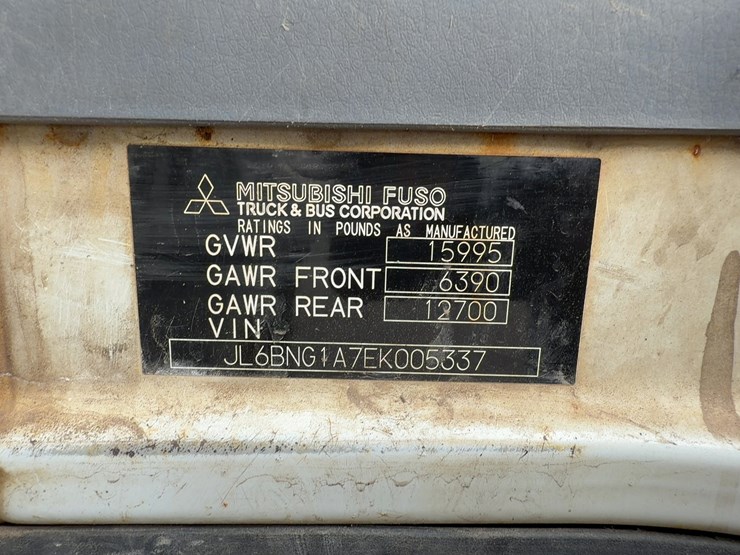 MITSUBISHI FUSO
TRUCK & BUS CORPORATION
RATINGS IN POUNDS AS MANUFACTURED
GVWR 15995
GAWR FRONT 6390
GAWR REAR 12700
VIN
JL6BNG1A7EK005337